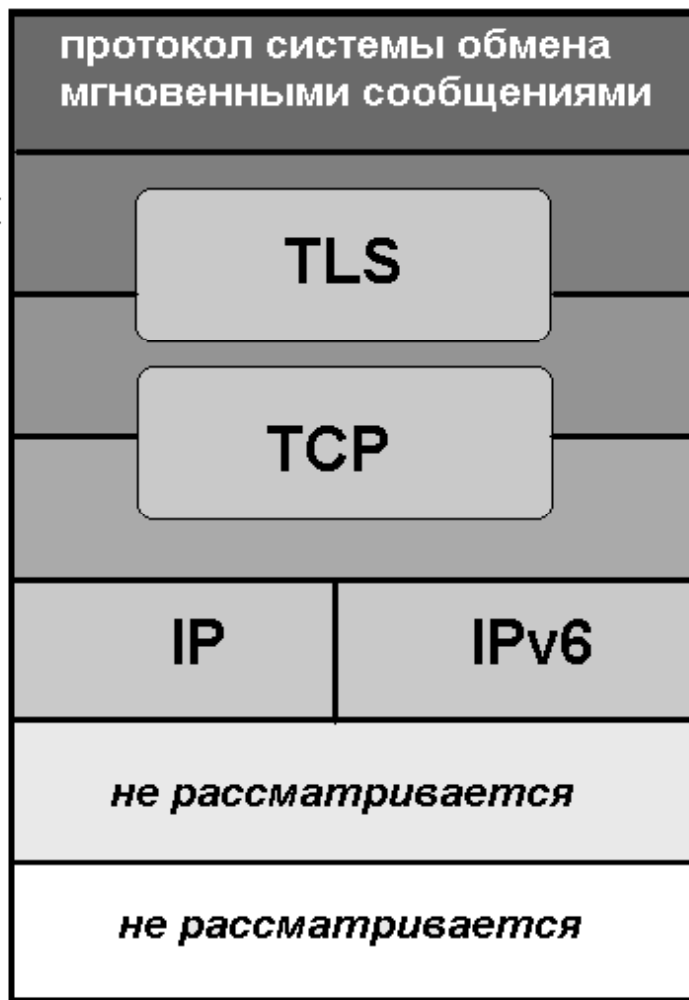 протокол системы обмена
мгновенными сообщениями
TLS
TCP
IP
IPv6
не рассматривается
не рассматривается